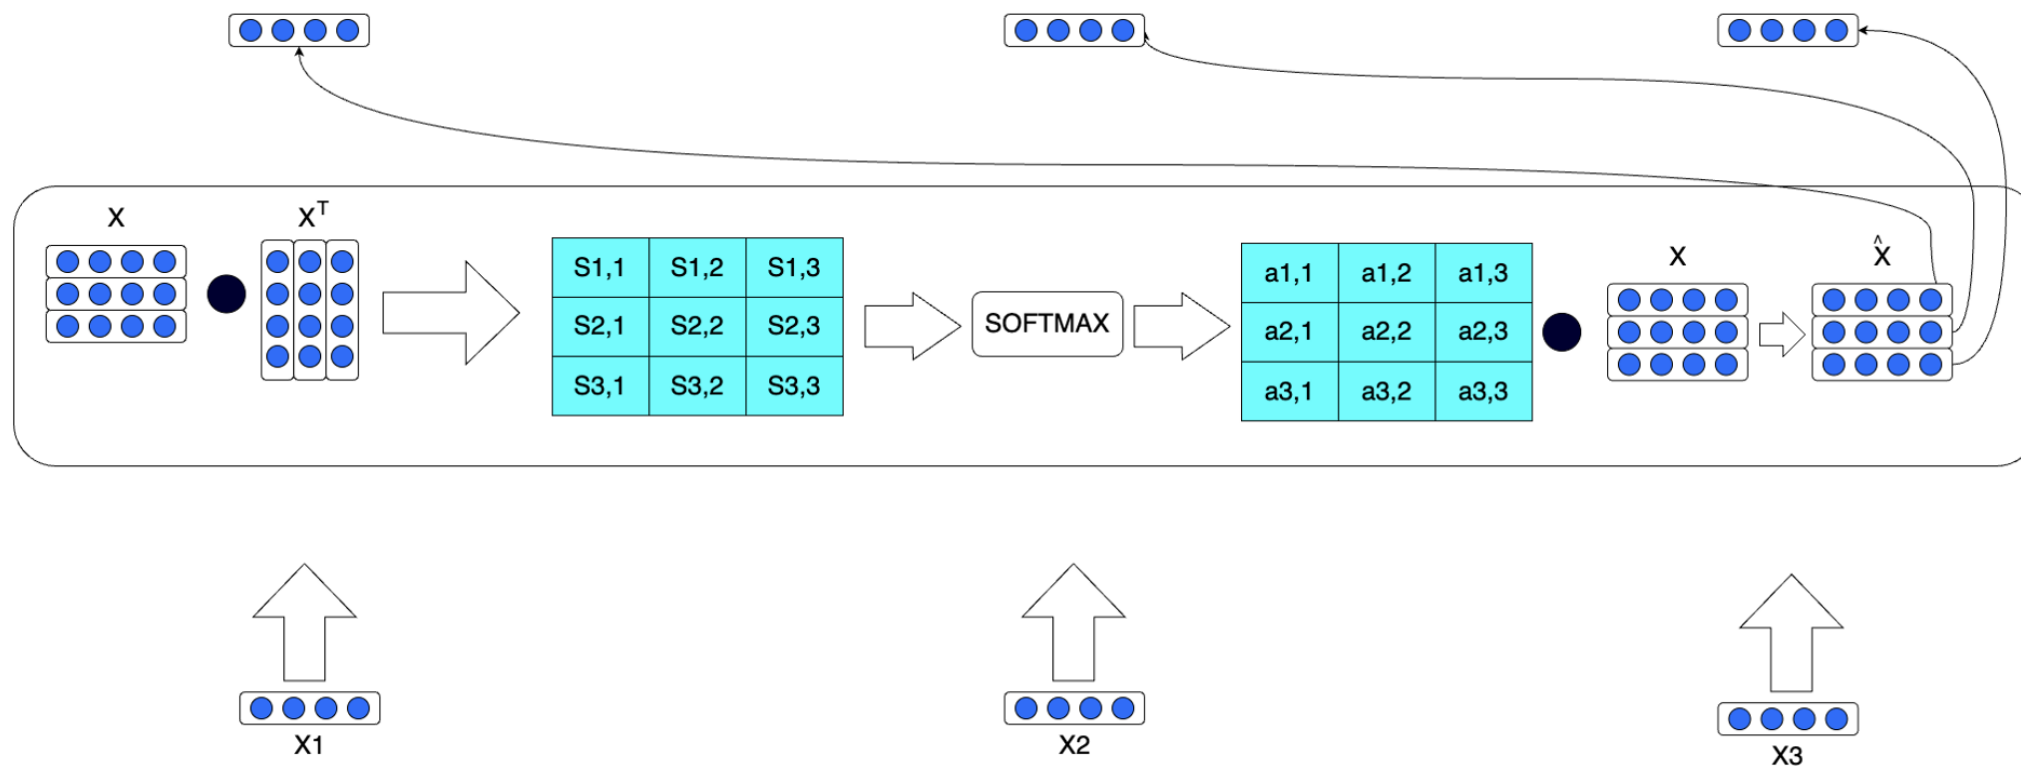 X
X^T
S1,1 S1,2 S1,3
S2,1 S2,2 S2,3
S3,1 S3,2 S3,3
SOFTMAX
a1,1 a1,2 a1,3
a2,1 a2,2 a2,3
a3,1 a3,2 a3,3
X
X̂
X1
X2
X3